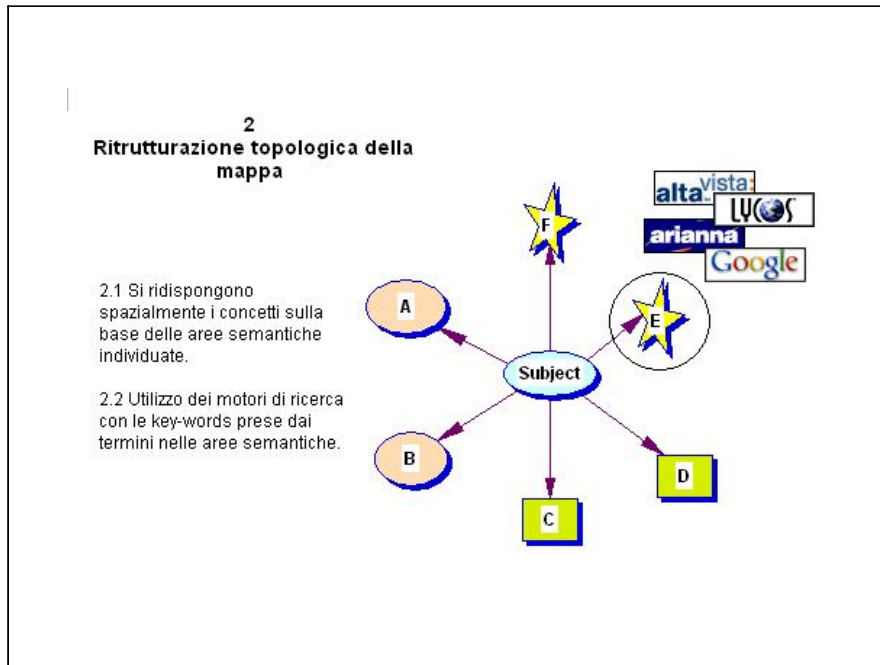 2
Ritrutturazione topologica della
mappa
2.1 Si ridispongono
spazialmente i concetti sulla
base delle aree semantiche
individuate.
2.2 Utilizzo dei motori di ricerca
con le key-words prese dai
termini nelle aree semantiche.
altavista:
LYCOS
arianna
Google
F
A
E
Subject
B
D
C